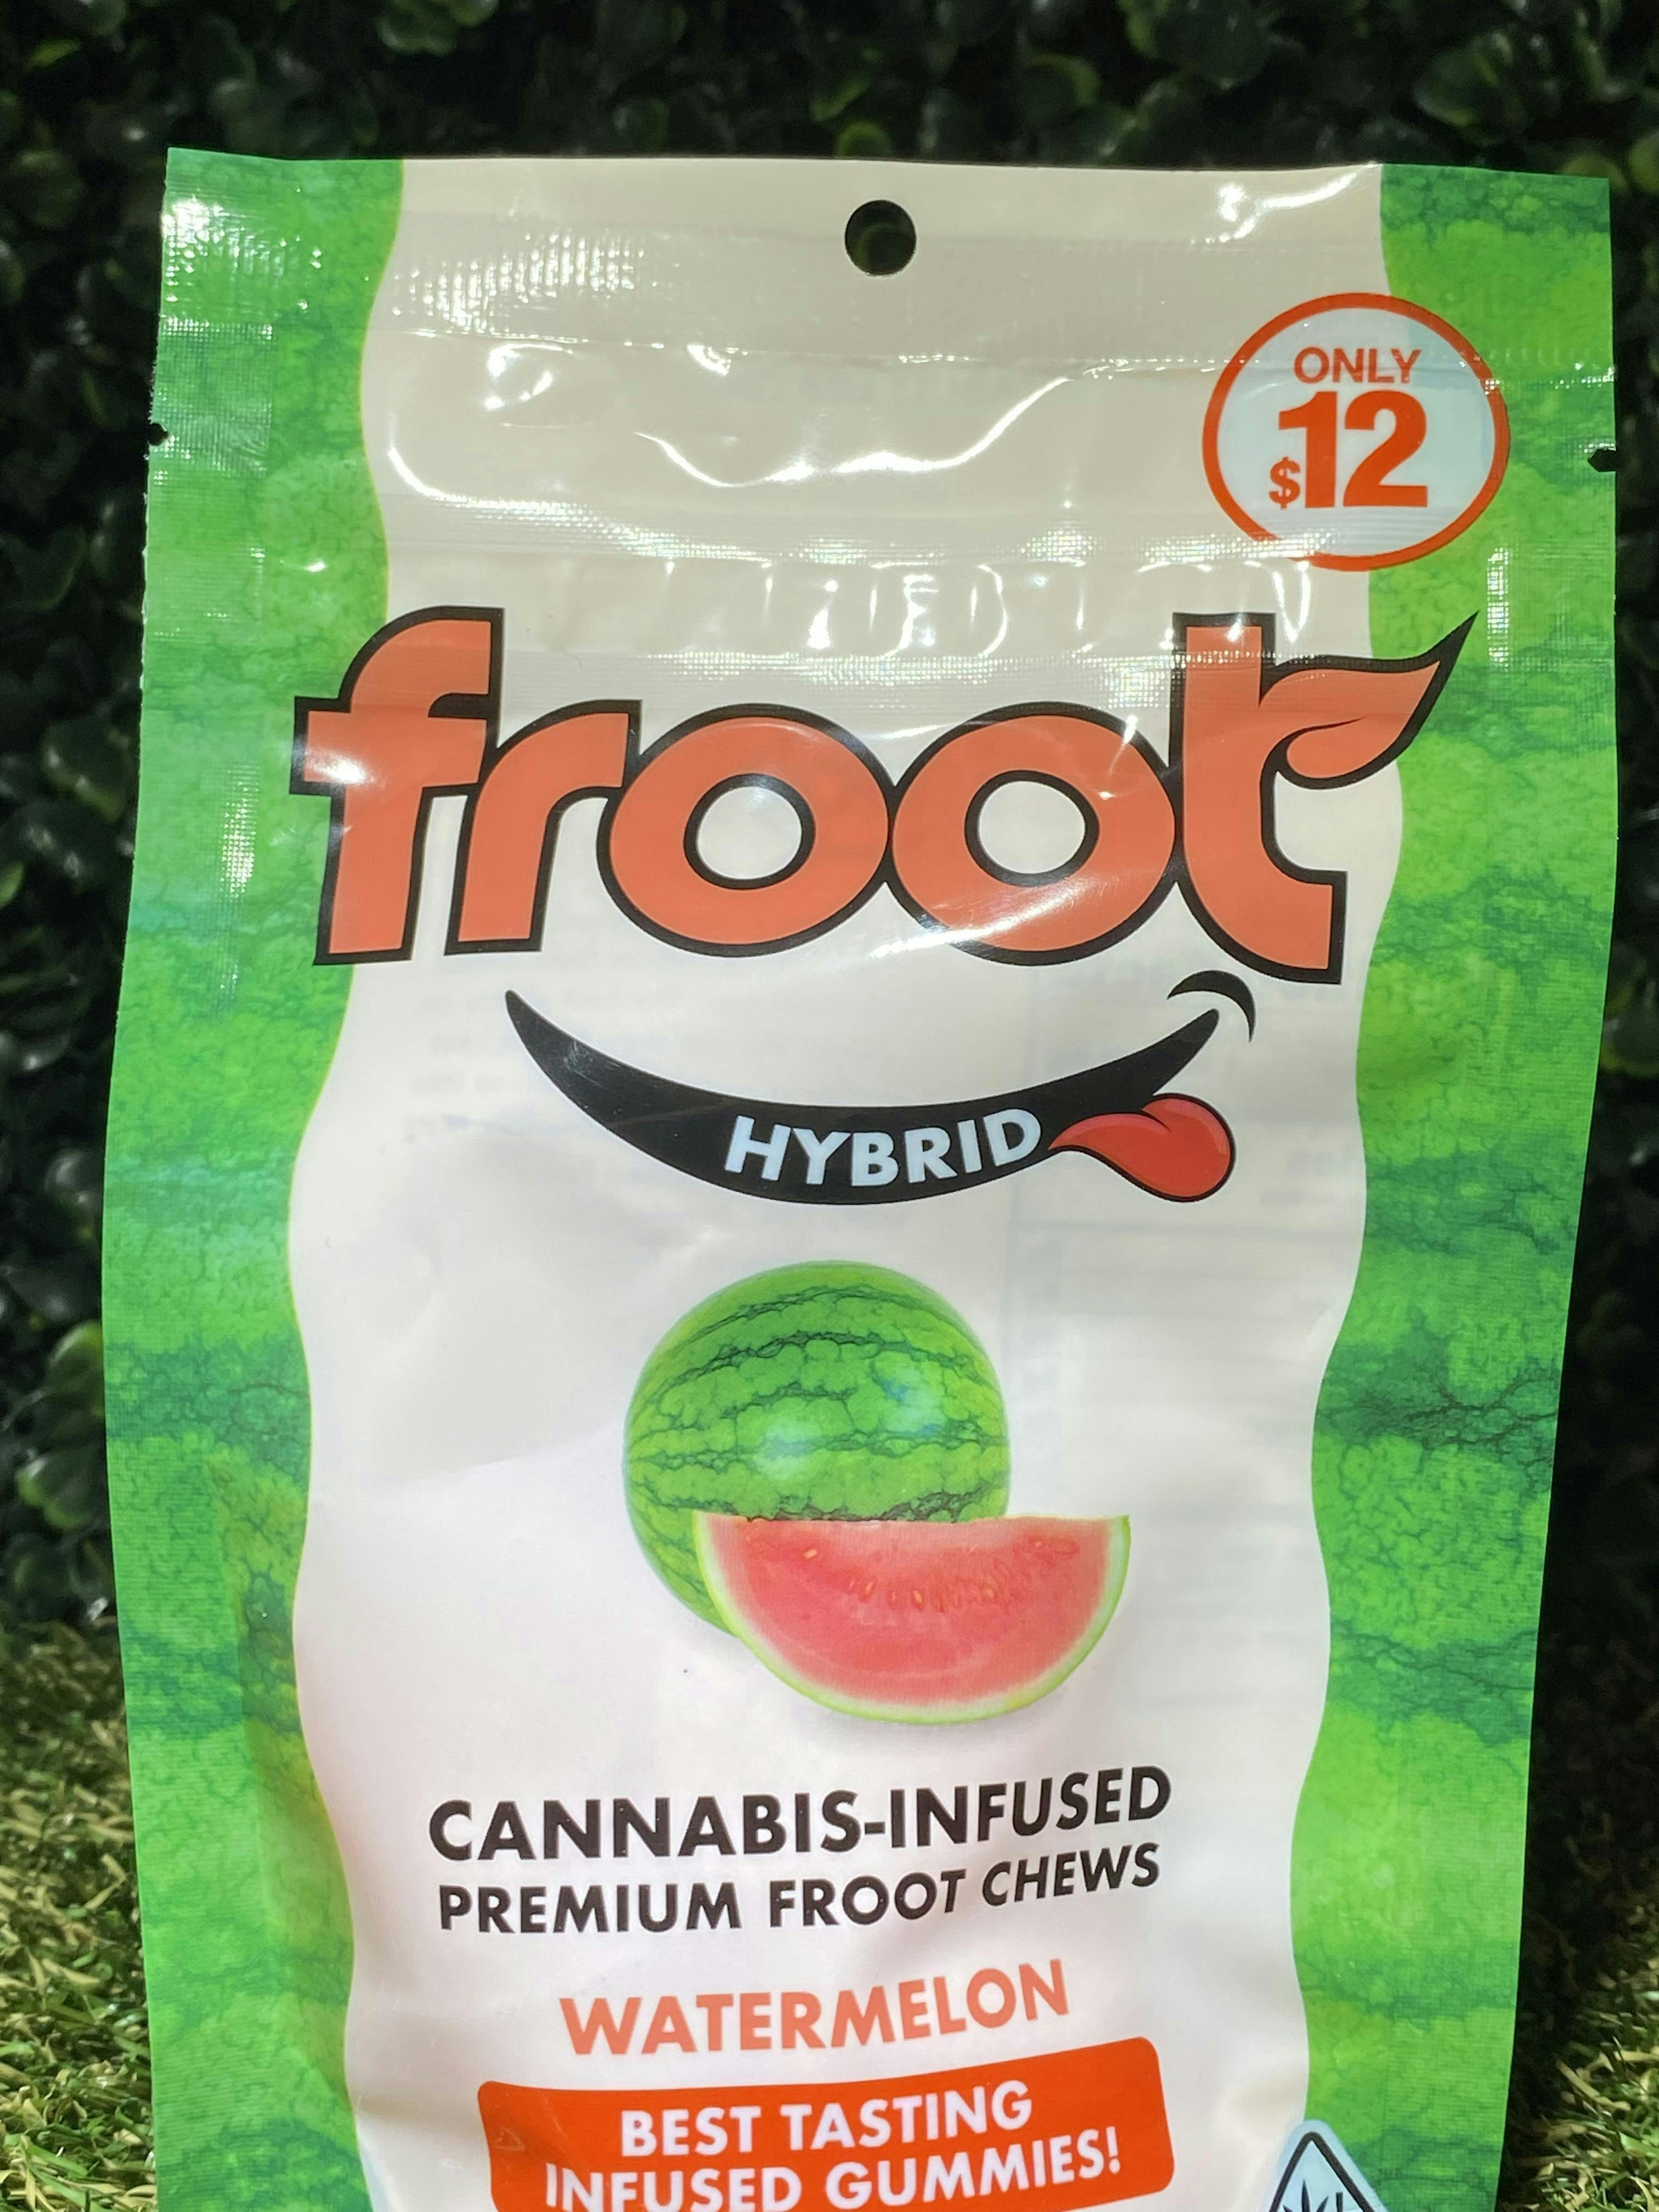 ONLY
$12
froot
HYBRID
CANNABIS-INFUSED
PREMIUM FROOT CHEWS
WATERMELON
BEST TASTING
INFUSED GUMMIES!